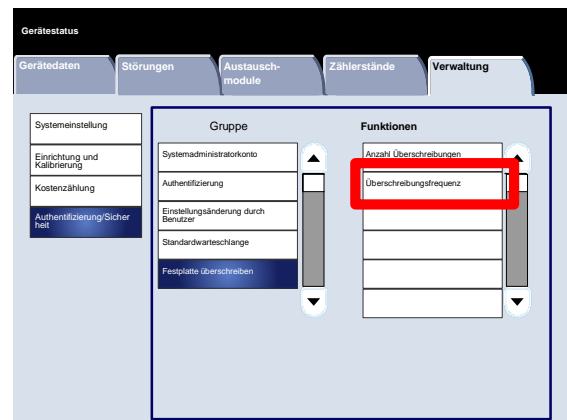 Gerätestatus
Gerätedaten
Störungen
Austausch-
module
Zählerstände
Verwaltung
Systemeinstellung
Einrichtung und
Kalibrierung
Kostenzählung
Authentifizierung/Sicher
heit
Gruppe
Systemadministratorkonto
Authentifizierung
Einstellungsänderung durch
Benutzer
Standardwarteschlange
Festplatte überschreiben
Funktionen
Anzahl Überschreibungen
Überschreibungsfrequenz